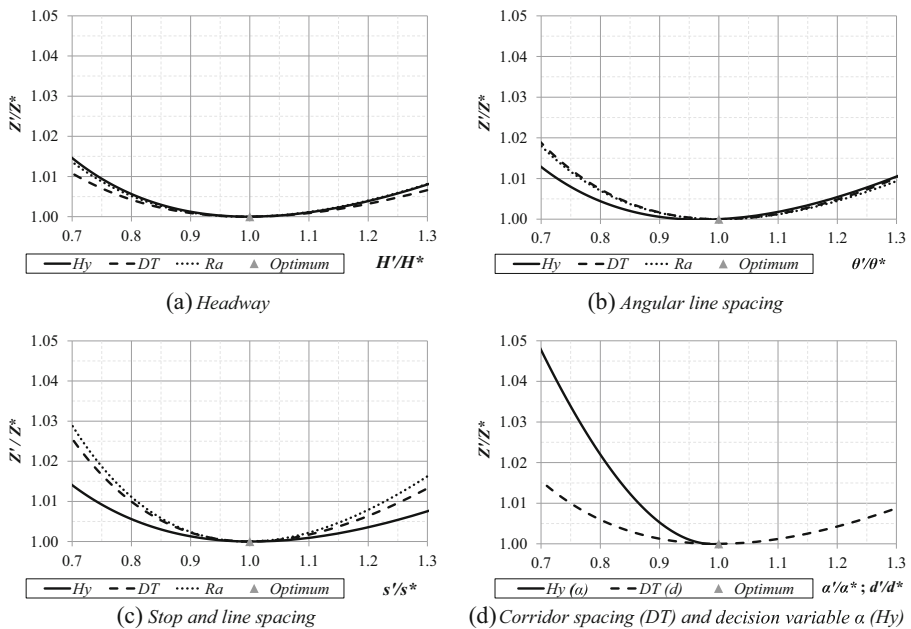 1.05
1.04
1.03
1.02
1.01
1.00
Z'/Z*
0.7 0.8 0.9 1.0 1.1 1.2 1.3
Hy DT Ra Optimum H'/H*
(a) Headway
1.05
1.04
1.03
1.02
1.01
1.00
Z'/Z*
0.7 0.8 0.9 1.0 1.1 1.2 1.3
Hy DT Ra Optimum θ'/θ*
(b) Angular line spacing
1.05
1.04
1.03
1.02
1.01
1.00
Z' / Z*
0.7 0.8 0.9 1.0 1.1 1.2 1.3
Hy DT Ra Optimum s'/s*
(c) Stop and line spacing
1.05
1.04
1.03
1.02
1.01
1.00
Z'/Z*
0.7 0.8 0.9 1.0 1.1 1.2 1.3
Hy (α) DT (d) Optimum α'/α* ; d'/d*
(d) Corridor spacing (DT) and decision variable α (Hy)